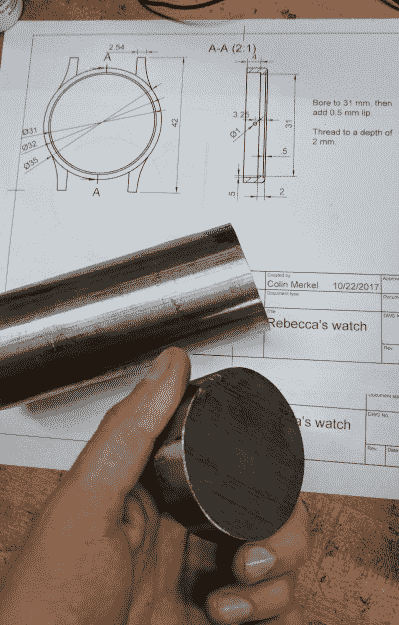 2.54
A
A-A (2:1)
4
Bore to 31 mm, then
add 0.5 mm lip.
Thread to a depth of
2 mm.
3.25
Ø1
42
31
Ø31
Ø32
Ø35
.5
A
5
2
Created by
Colin Merkel 10/22/2017
Document type
Title
Rebecca's watch
DWG No.
Rev.
a's watch
DWG No.
Rev.